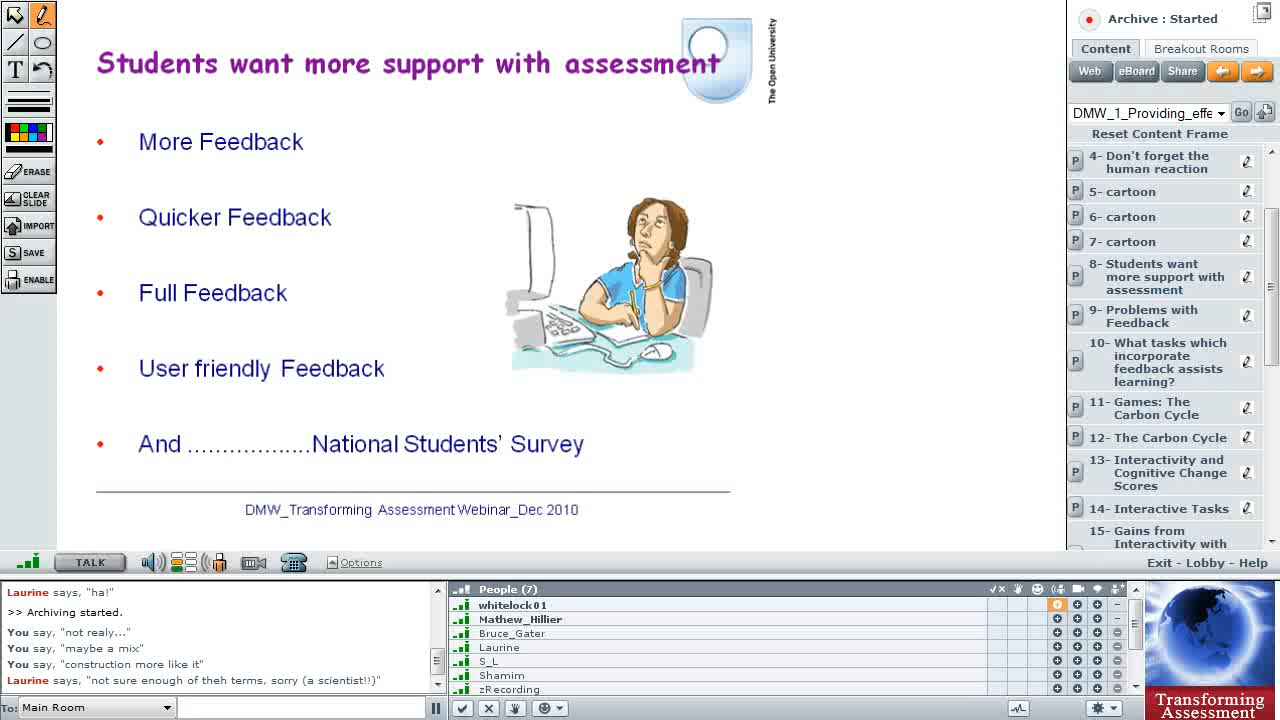 Students want more support with assessment
The Open University
• More Feedback
• Quicker Feedback
• Full Feedback
• User friendly Feedback
• And ..................National Students' Survey
DMW_Transforming Assessment Webinar_Dec 2010
T
ERASE
CLEAR
SLIDE
IMPORT
S SAVE
ENABLE
Archive : Started
Content
Breakout Rooms
Web
eBoard
Share
DMW_1_Providing_effe
Go
Reset Content Frame
P 4- Don't forget the
human reaction
P 5- cartoon
P 6- cartoon
P 7- cartoon
P 8- Students want
more support with
assessment
P 9- Problems with
Feedback
P 10- What tasks which
incorporate
feedback assists
learning?
P 11- Games: The
Carbon Cycle
P 12- The Carbon Cycle
P 13- Interactivity and
Cognitive Change
Scores
P 14- Interactive Tasks
15- Gains from
Interactivity with
TALK
Options
Exit - Lobby - Help
Laurine says, "ha!"
>> Archiving started.
You say, "not realy..."
You say, "maybe a mix"
You say, "construction more like it"
Laurine says, "not sure enough of theh terms, sorry (a scientist!!)"
To: Main Room
People (7)
whitelock01
Mathew_Hillier
Bruce_Gater
Laurine
S_L
Shamim
zRecording
Transforming
Assessment